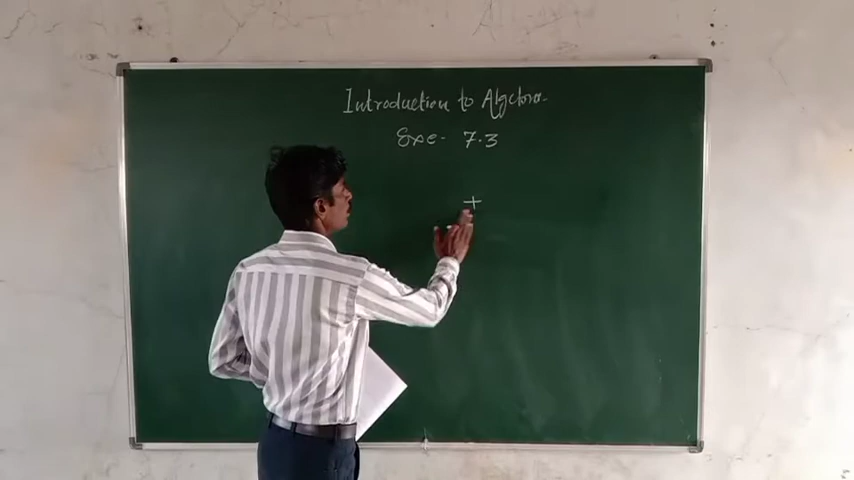 Introduction to Algebra
Exe- 7.3
+